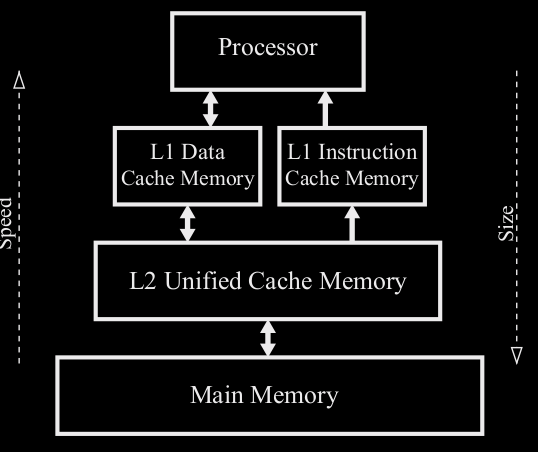 Processor
L1 Data
Cache Memory
L1 Instruction
Cache Memory
Speed
Size
L2 Unified Cache Memory
Main Memory